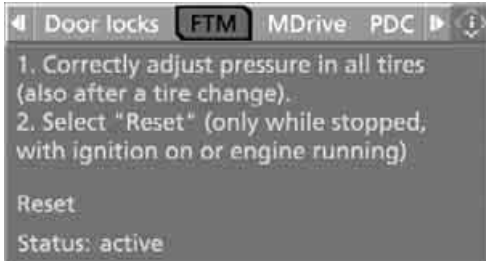 Door locks FTM MDrive PDC
1. Correctly adjust pressure in all tires
(also after a tire change).
2. Select "Reset" (only while stopped,
with ignition on or engine running)
Reset
Status: active